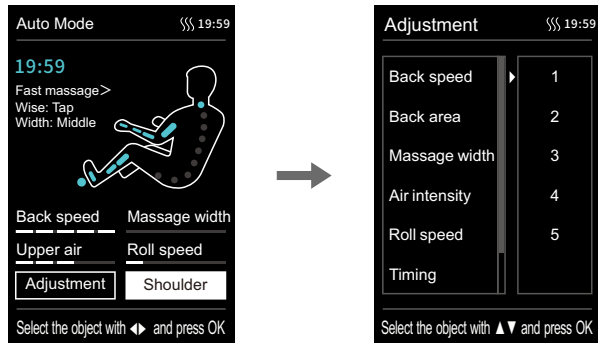 Auto Mode 19:59
19:59
Fast massage>
Wise: Tap
Width: Middle
Back speed Massage width
Upper air Roll speed
Adjustment Shoulder
Select the object with ◀▶ and press OK
Adjustment 19:59
Back speed 1
Back area 2
Massage width 3
Air intensity 4
Roll speed 5
Timing
Select the object with ▲▼ and press OK